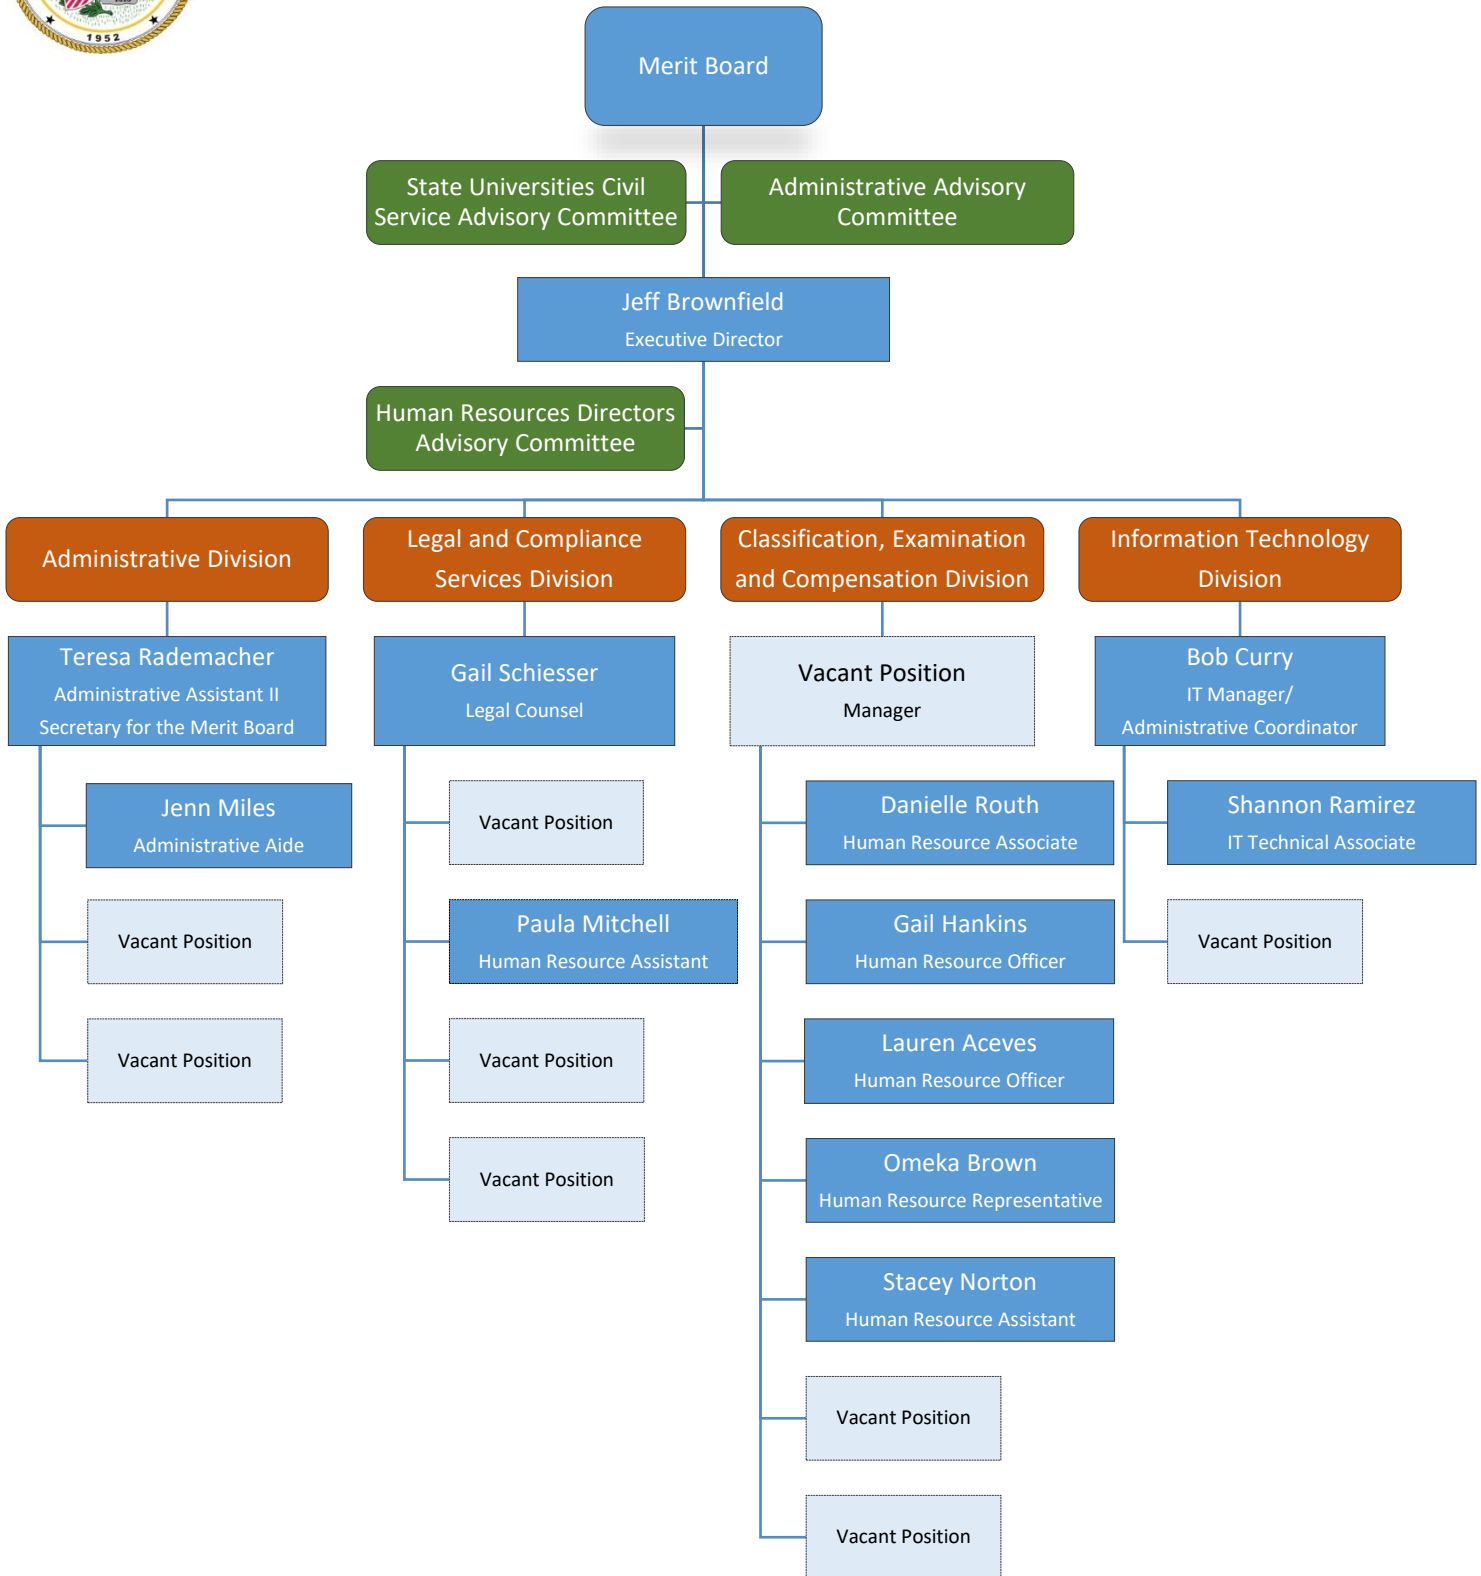 1952
Merit Board
State Universities Civil
Service Advisory Committee
Administrative Advisory
Committee
Jeff Brownfield
Executive Director
Human Resources Directors
Advisory Committee
Administrative Division
Legal and Compliance
Services Division
Classification, Examination
and Compensation Division
Information Technology
Division
Teresa Rademacher
Administrative Assistant II
Secretary for the Merit Board
Jenn Miles
Administrative Aide
Vacant Position
Vacant Position
Gail Schiesser
Legal Counsel
Vacant Position
Paula Mitchell
Human Resource Assistant
Vacant Position
Vacant Position
Vacant Position
Manager
Danielle Routh
Human Resource Associate
Gail Hankins
Human Resource Officer
Lauren Aceves
Human Resource Officer
Omeka Brown
Human Resource Representative
Stacey Norton
Human Resource Assistant
Vacant Position
Vacant Position
Bob Curry
IT Manager/
Administrative Coordinator
Shannon Ramirez
IT Technical Associate
Vacant Position